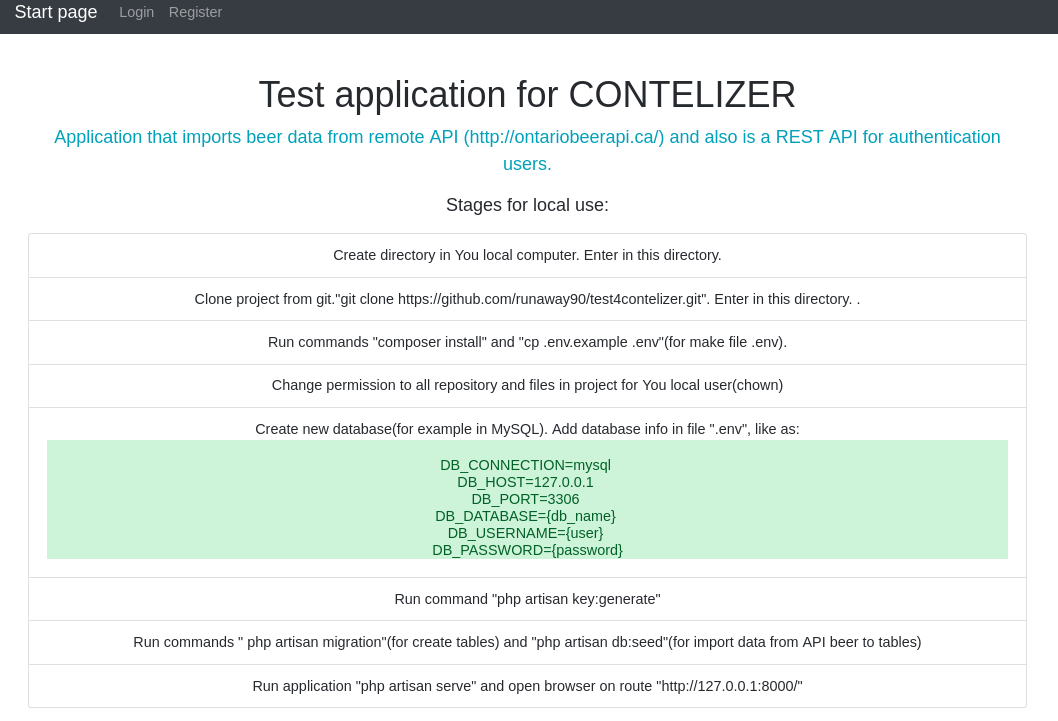 Start page Login Register
Test application for CONTELIZER
Application that imports beer data from remote API (http://ontariobeerapi.ca/) and also is a REST API for authentication
users.
Stages for local use:
Create directory in You local computer. Enter in this directory.
Clone project from git."git clone https://github.com/runaway90/test4contelizer.git". Enter in this directory. .
Run commands "composer install" and "cp .env.example .env"(for make file .env).
Change permission to all repository and files in project for You local user(chown)
Create new database(for example in MySQL). Add database info in file ".env", like as:
DB_CONNECTION=mysql
DB_HOST=127.0.0.1
DB_PORT=3306
DB_DATABASE={db_name}
DB_USERNAME={user}
DB_PASSWORD={password}
Run command "php artisan key:generate"
Run commands " php artisan migration"(for create tables) and "php artisan db:seed"(for import data from API beer to tables)
Run application "php artisan serve" and open browser on route "http://127.0.0.1:8000/"